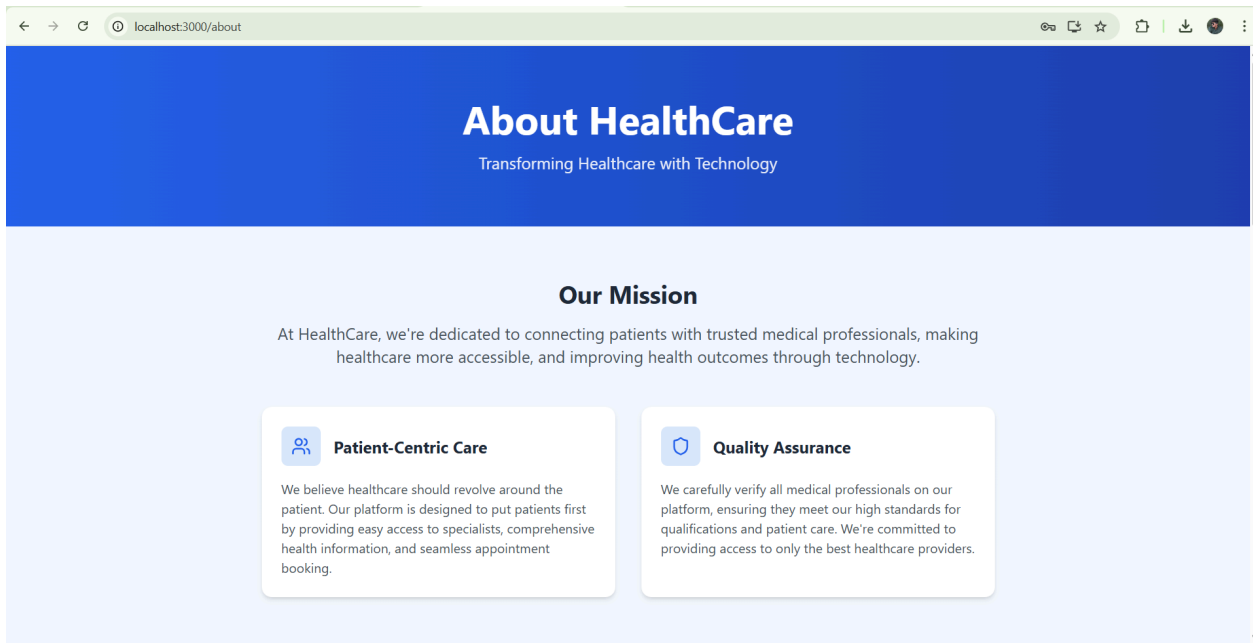 localhost:3000/about
About HealthCare
Transforming Healthcare with Technology
Our Mission
At HealthCare, we're dedicated to connecting patients with trusted medical professionals, making
healthcare more accessible, and improving health outcomes through technology.
Patient-Centric Care
We believe healthcare should revolve around the
patient. Our platform is designed to put patients first
by providing easy access to specialists, comprehensive
health information, and seamless appointment
booking.
Quality Assurance
We carefully verify all medical professionals on our
platform, ensuring they meet our high standards for
qualifications and patient care. We're committed to
providing access to only the best healthcare providers.